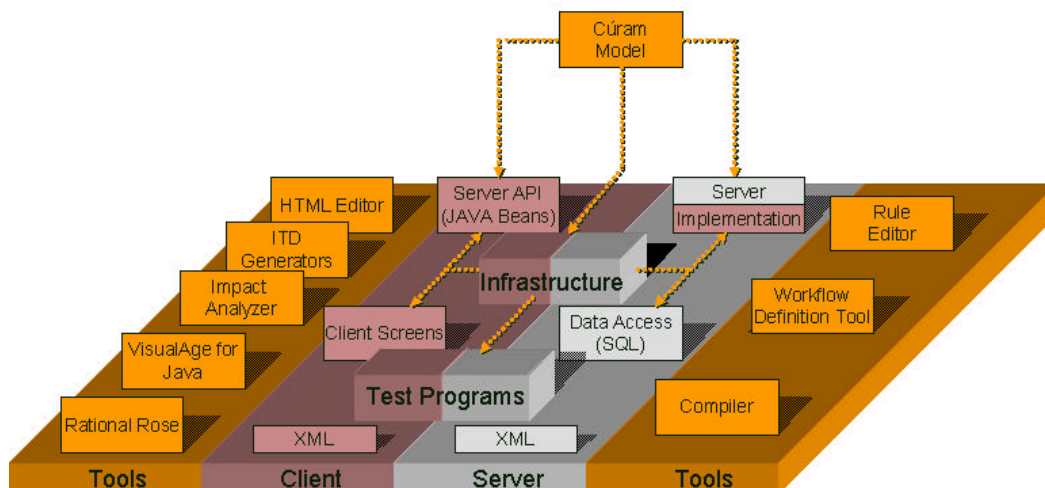 Cúram
Model
Server API
(JAVA Beans)
Server
Implementation
HTML Editor
Rule
Editor
ITD
Generators
Infrastructure
Impact
Analyzer
Workflow
Definition Tool
Client Screens
Data Access
(SQL)
VisualAge for
Java
Test Programs
Compiler
Rational Rose
XML
XML
Tools
Client
Server
Tools